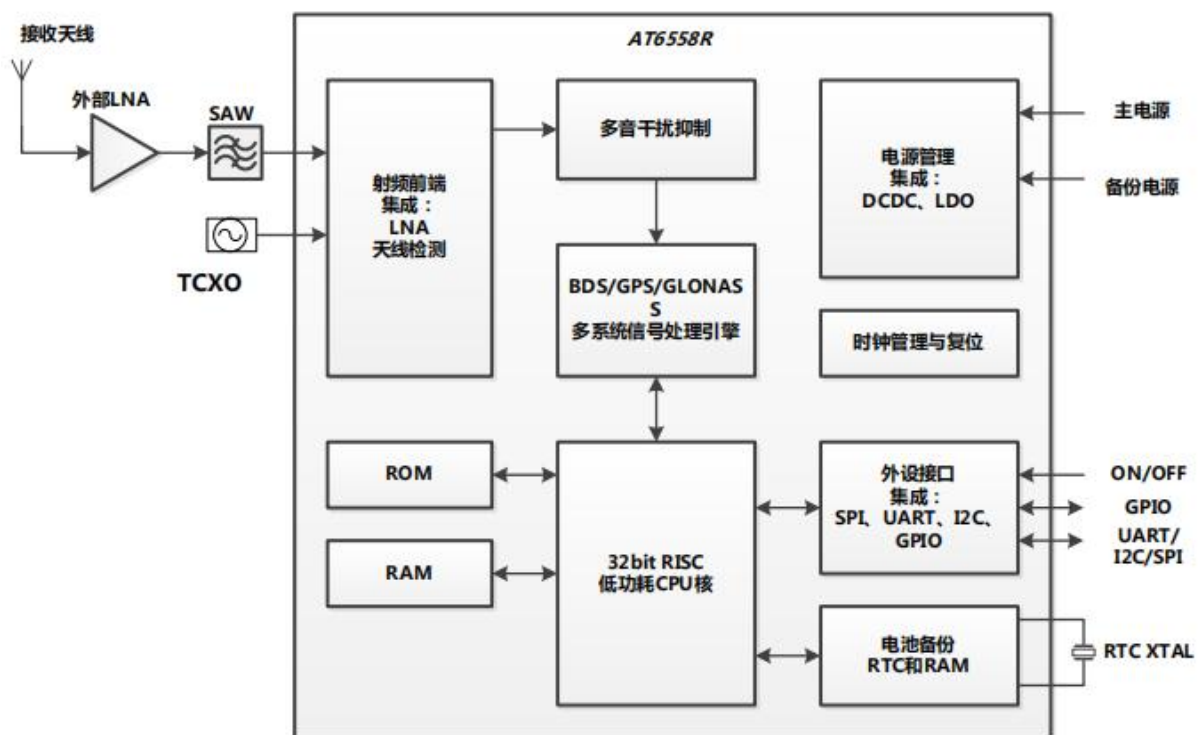 AT6558R
接收天线
外部LNA
SAW
TCXO
射频前端
集成：
LNA
天线检测
多音干扰抑制
BDS/GPS/GLONAS
S
多系统信号处理引擎
电源管理
集成：
DCDC、LDO
主电源
备份电源
时钟管理与复位
ROM
RAM
32bit RISC
低功耗CPU核
外设接口
集成：
SPI、UART、I2C、
GPIO
ON/OFF
GPIO
UART/
I2C/SPI
电池备份
RTC和RAM
RTC XTAL